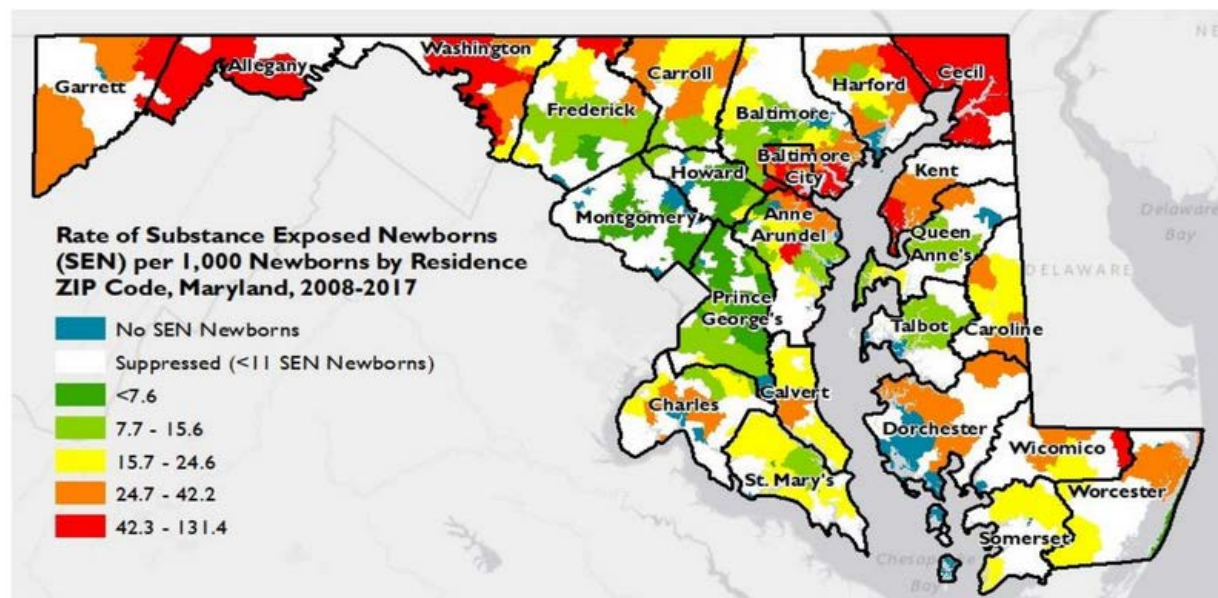 Garrett
Allegany
Washington
Frederick
Carroll
Baltimore
Harford
Cecil
Baltimore
City
Howard
Montgomery
Anne
Arundel
Kent
Queen
Anne's
Prince
George's
Talbot
Caroline
Charles
Calvert
St. Mary's
Dorchester
Wicomico
Worcester
Somerset
Delaware
Bay
DELAWARE
NE
Bay
Rate of Substance Exposed Newborns
(SEN) per 1,000 Newborns by Residence
ZIP Code, Maryland, 2008-2017
No SEN Newborns
Suppressed (<11 SEN Newborns)
<7.6
7.7 - 15.6
15.7 - 24.6
24.7 - 42.2
42.3 - 131.4